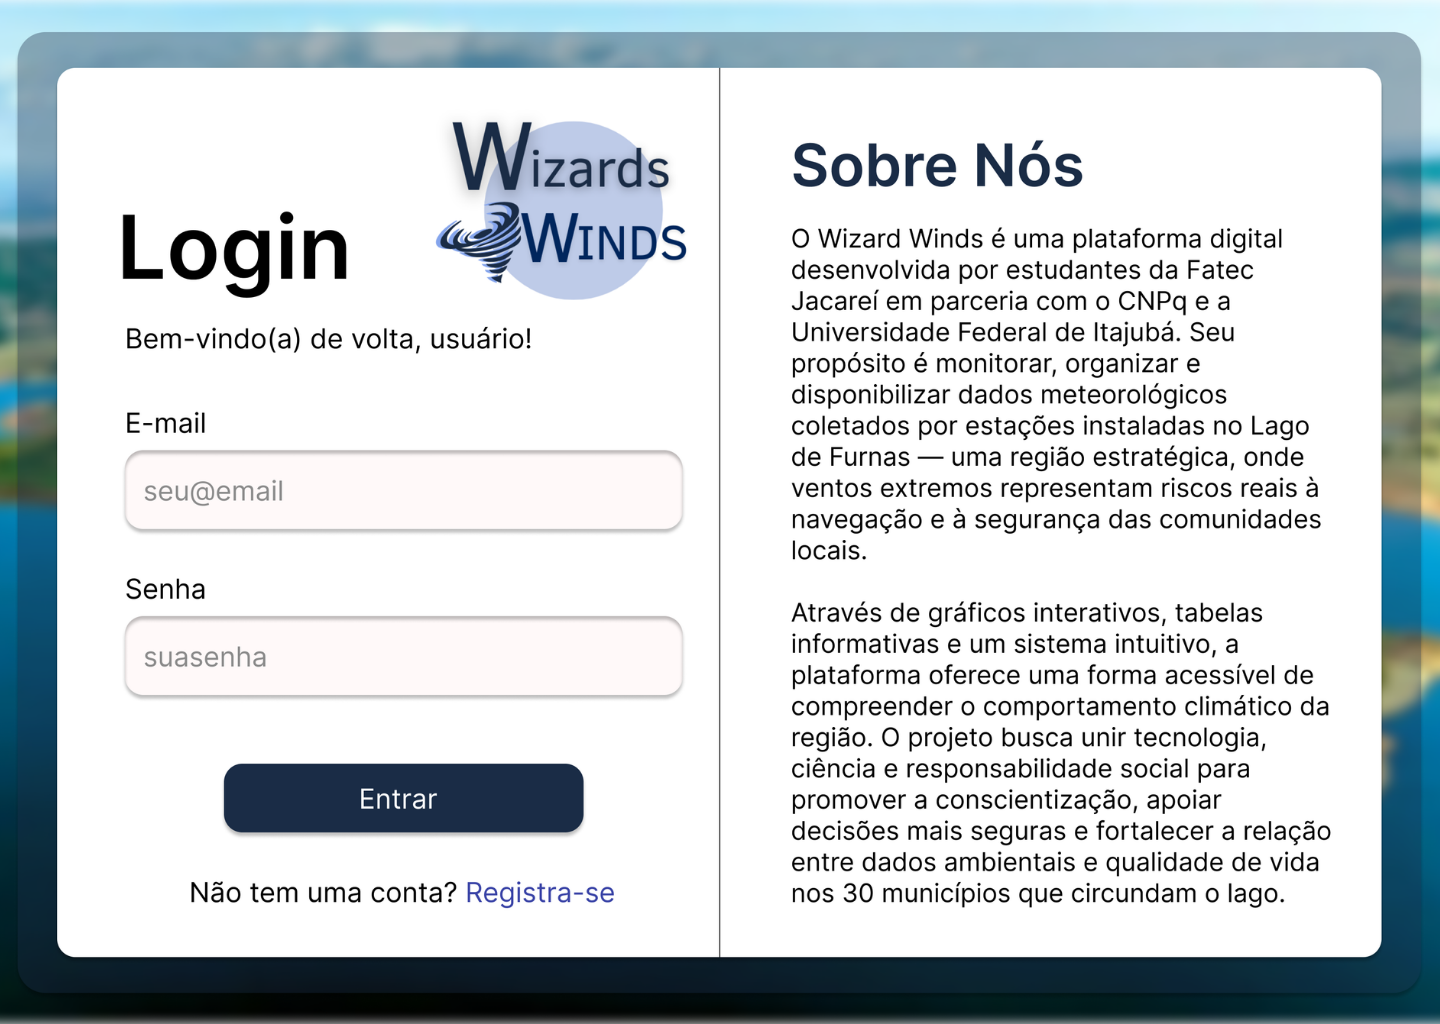 Wizards
Winds
Login
Bem-vindo(a) de volta, usuário!
E-mail
seu@email
Senha
suasenha
Entrar
Não tem uma conta? Registra-se
Sobre Nós
O Wizard Winds é uma plataforma digital
desenvolvida por estudantes da Fatec
Jacareí em parceria com o CNPq e a
Universidade Federal de Itajubá. Seu
propósito é monitorar, organizar e
disponibilizar dados meteorológicos
coletados por estações instaladas no Lago
de Furnas — uma região estratégica, onde
ventos extremos representam riscos reais à
navegação e à segurança das comunidades
locais.
Através de gráficos interativos, tabelas
informativas e um sistema intuitivo, a
plataforma oferece uma forma acessível de
compreender o comportamento climático da
região. O projeto busca unir tecnologia,
ciência e responsabilidade social para
promover a conscientização, apoiar
decisões mais seguras e fortalecer a relação
entre dados ambientais e qualidade de vida
nos 30 municípios que circundam o lago.